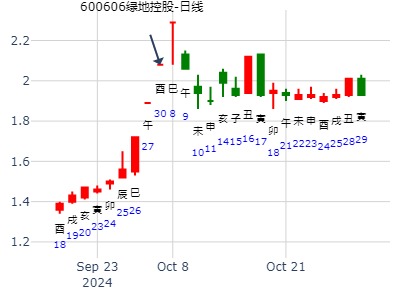 600606绿地控股-日线
2.2
2
1.8
1.6
1.4
1.2
酉 戌 亥 寅 卯 辰 丑 午 酉 巳 午 未 申 亥 子 丑 寅 卯 午 未 申 酉 戌 丑 寅
18 19 20 23 24 25 26 27 30 8 9 10 11 14 15 16 17 18 21 22 23 24 25 28 29
Sep 23 Oct 8 Oct 21
2024